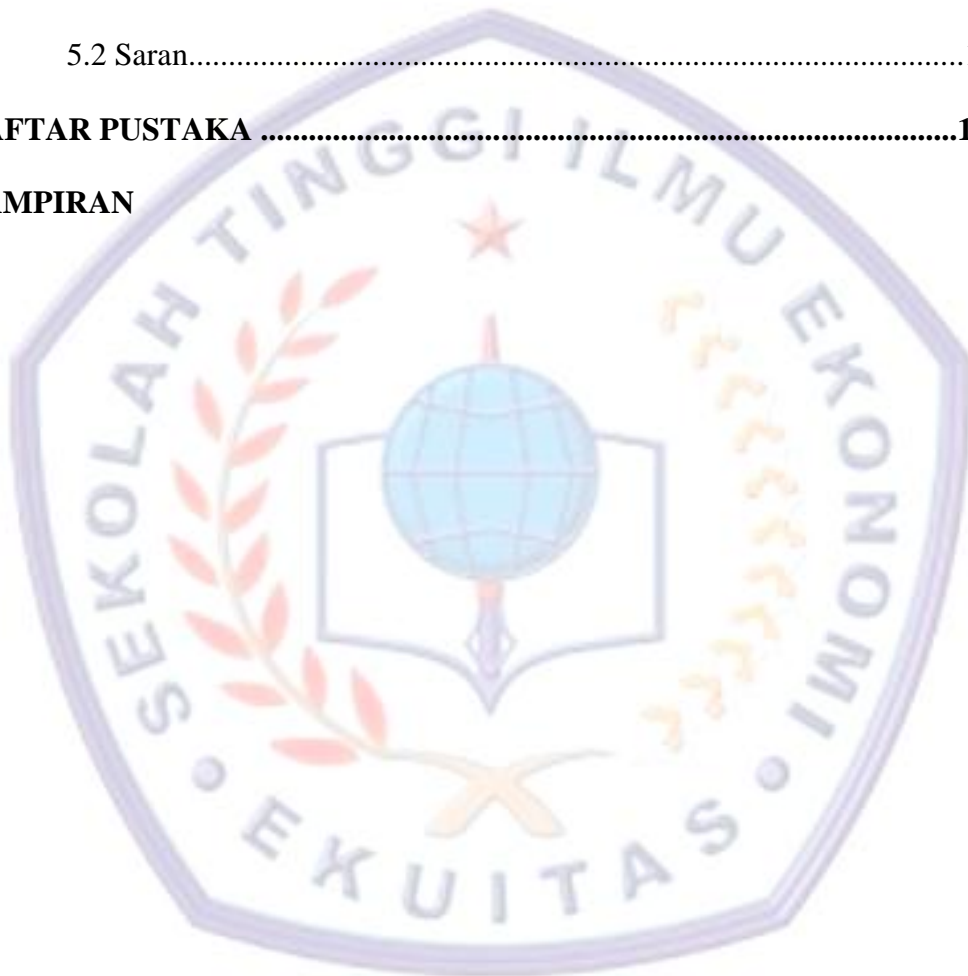 5.2 Saran.................................................................................................
AFTAR PUSTAKA ........................................................................................1
AMPIRAN
SEKOLAH TINGGI ILMU EKONOMI
EKUITAS